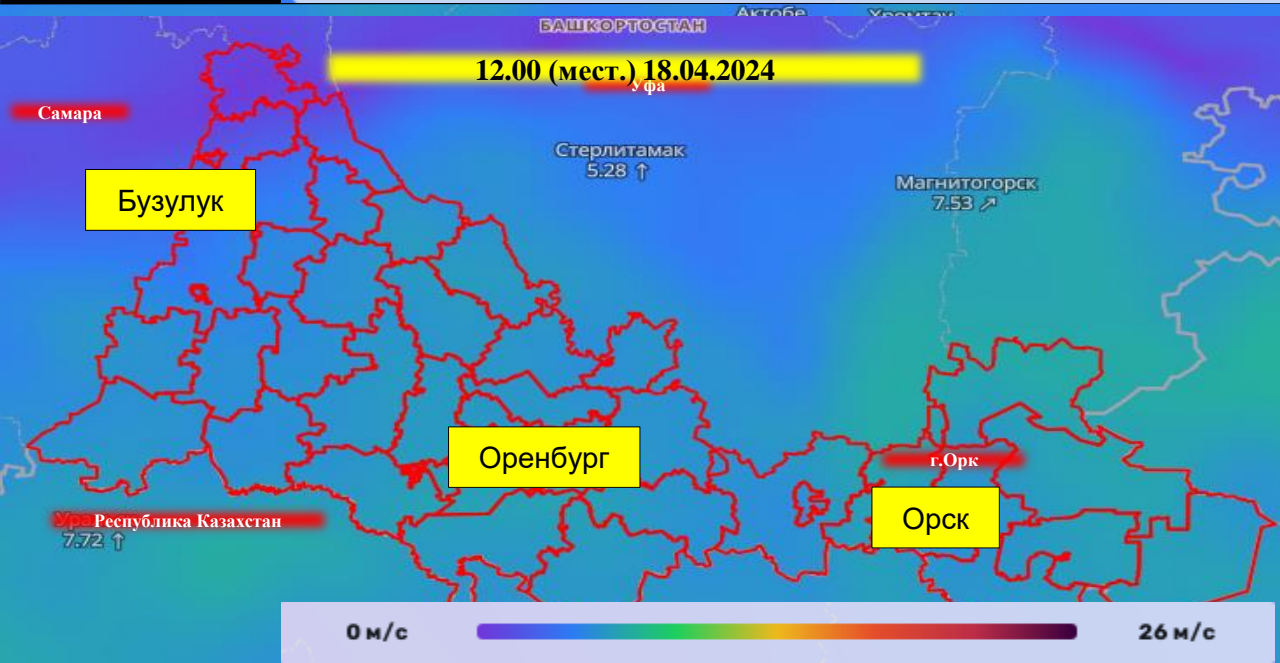 Актобе
Хромтау
БАШКОРТОСТАН
12.00 (мест.) 18.04.2024
Уфа
Самара
Стерлитамак
5.28 ↑
Магнитогорск
7.53 ↗
Бузулук
Оренбург
г.Орк
Орск
Республика Казахстан
7.72 ↑
0 м/с
26 м/с